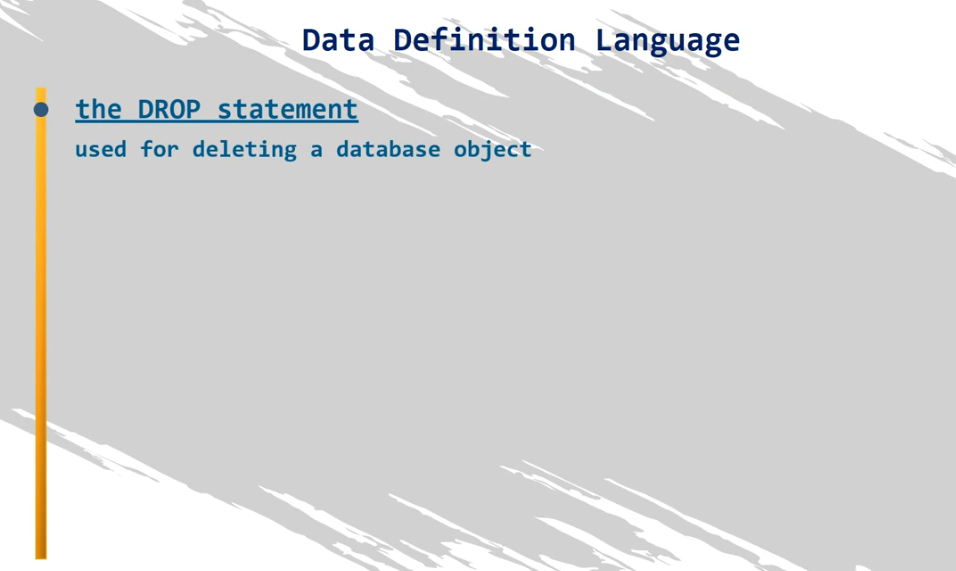 Data Definition Language
the DROP statement
used for deleting a database object